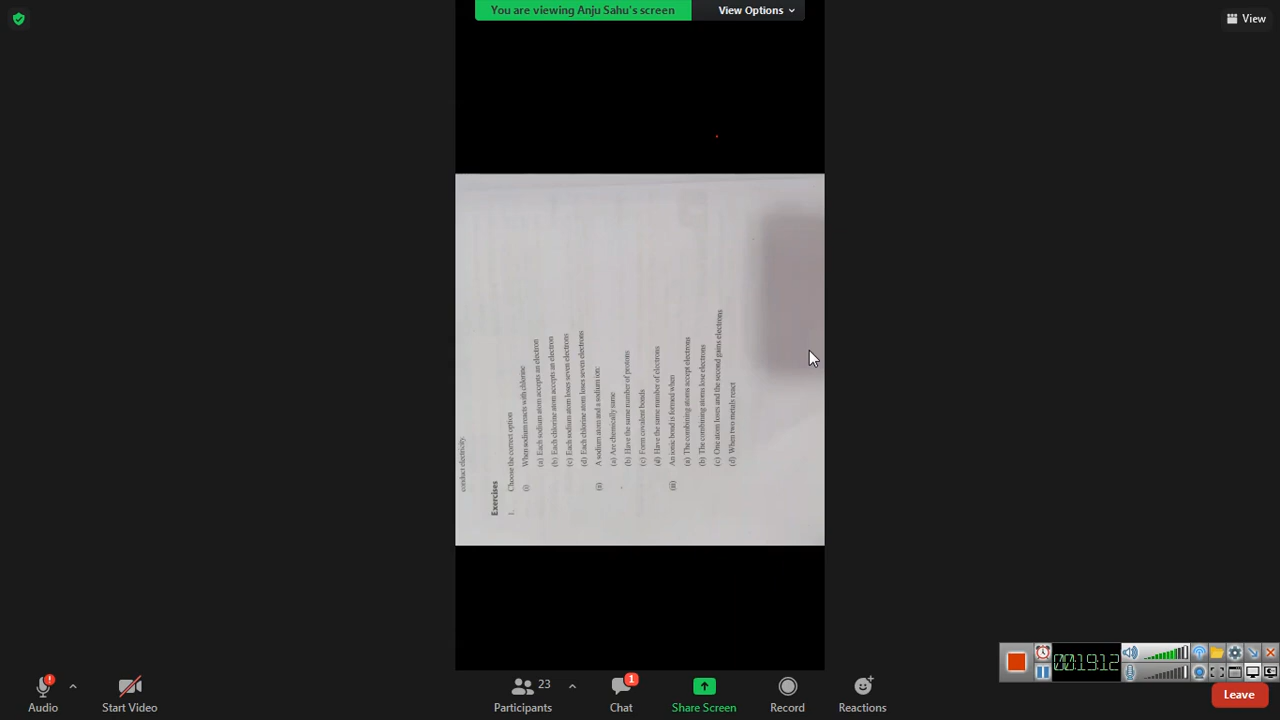 You are viewing Anju Sahu's screen
View Options
View
conduct electricity.
Exercises
1. Choose the correct option
(i) When sodium reacts with chlorine
(a) Each sodium atom accepts an electron
(b) Each chlorine atom accepts an electron
(c) Each sodium atom loses seven electrons
(d) Each chlorine atom loses seven electrons
(ii) A sodium atom and a sodium ion:
(a) Are chemically same
(b) Have the same number of protons
(c) Form covalent bonds
(d) Have the same number of electrons
(iii) An ionic bond is formed when
(a) The combining atoms accept electrons
(b) The combining atoms lose electrons
(c) One atom loses and the second gains electrons
(d) When two metals react
00:19:12
Audio
Start Video
Participants
23
Chat
1
Share Screen
Record
Reactions
Leave